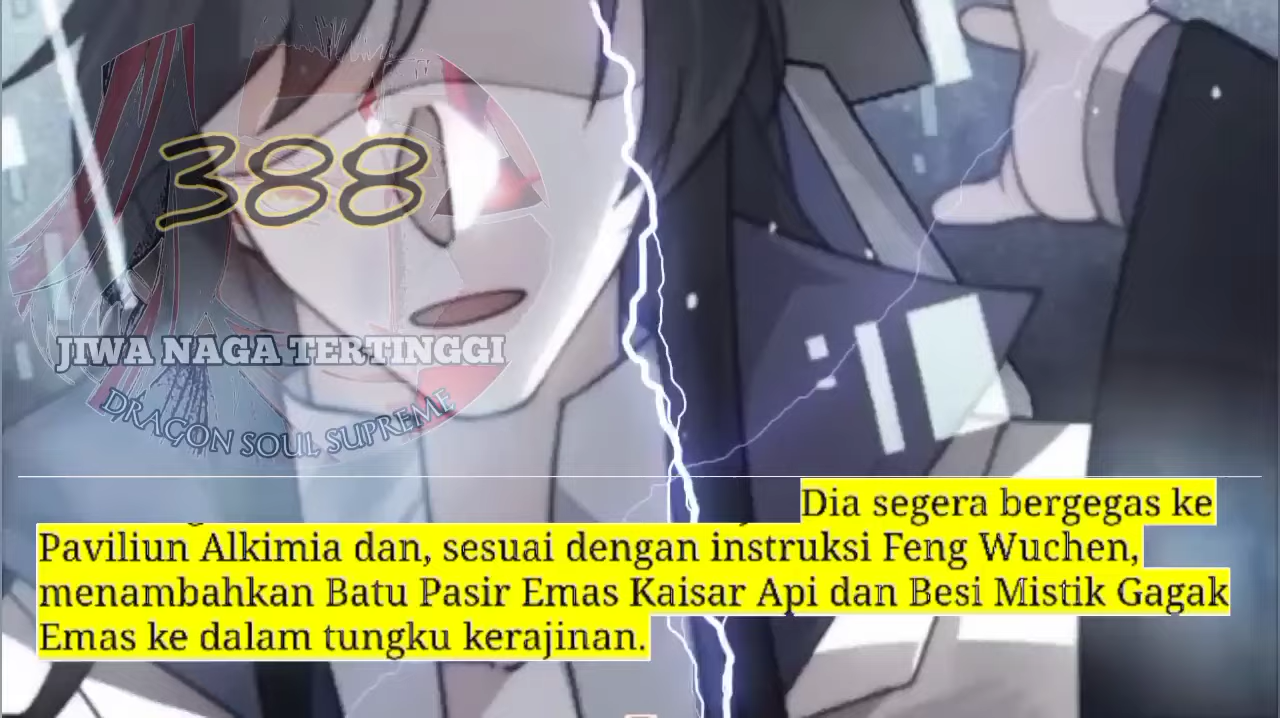 388
JIWA NAGA TERTINGGI
DRAGON SOUL SUPREME
Dia segera bergegas ke
Paviliun Alkimia dan, sesuai dengan instruksi Feng Wuchen,
menambahkan Batu Pasir Emas Kaisar Api dan Besi Mistik Gagak
Emas ke dalam tungku kerajinan.